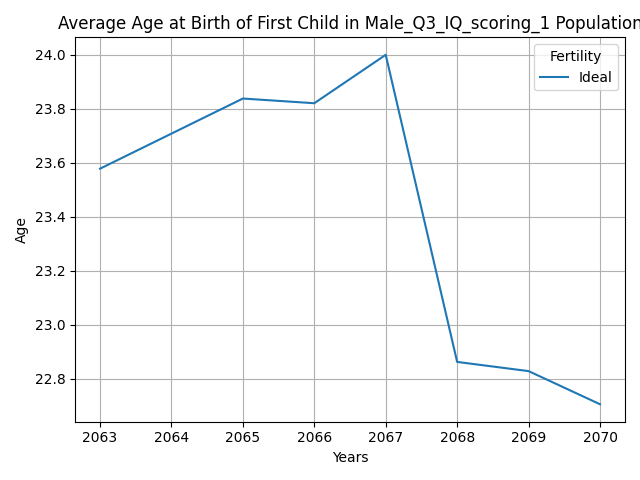 Average Age at Birth of First Child in Male_Q3_IQ_scoring_1 Population
Fertility
Ideal
24.0
23.8
23.6
23.4
23.2
23.0
22.8
Age
2063 2064 2065 2066 2067 2068 2069 2070
Years